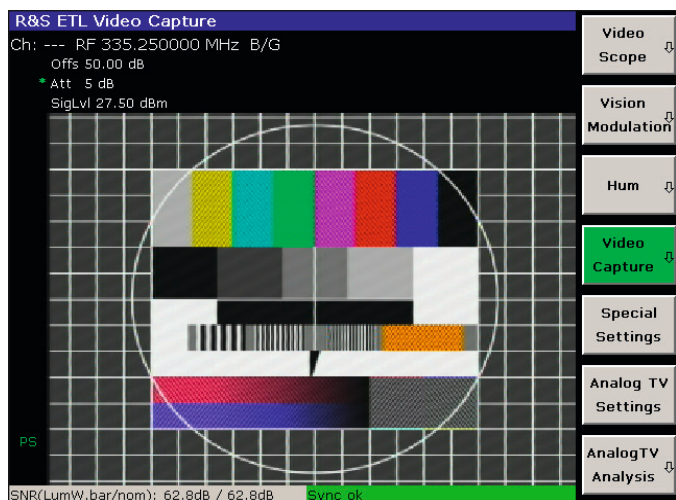 R&S ETL Video Capture
Ch: --- RF 335.250000 MHz B/G
Offs 50.00 dB
* Att 5 dB
SigLvl 27.50 dBm
PS
SNR(LumW.bar/nom): 62.8dB / 62.8dB
Sync ok
Video
Scope
Vision
Modulation
Hum
Video
Capture
Special
Settings
Analog TV
Settings
AnalogTV
Analysis